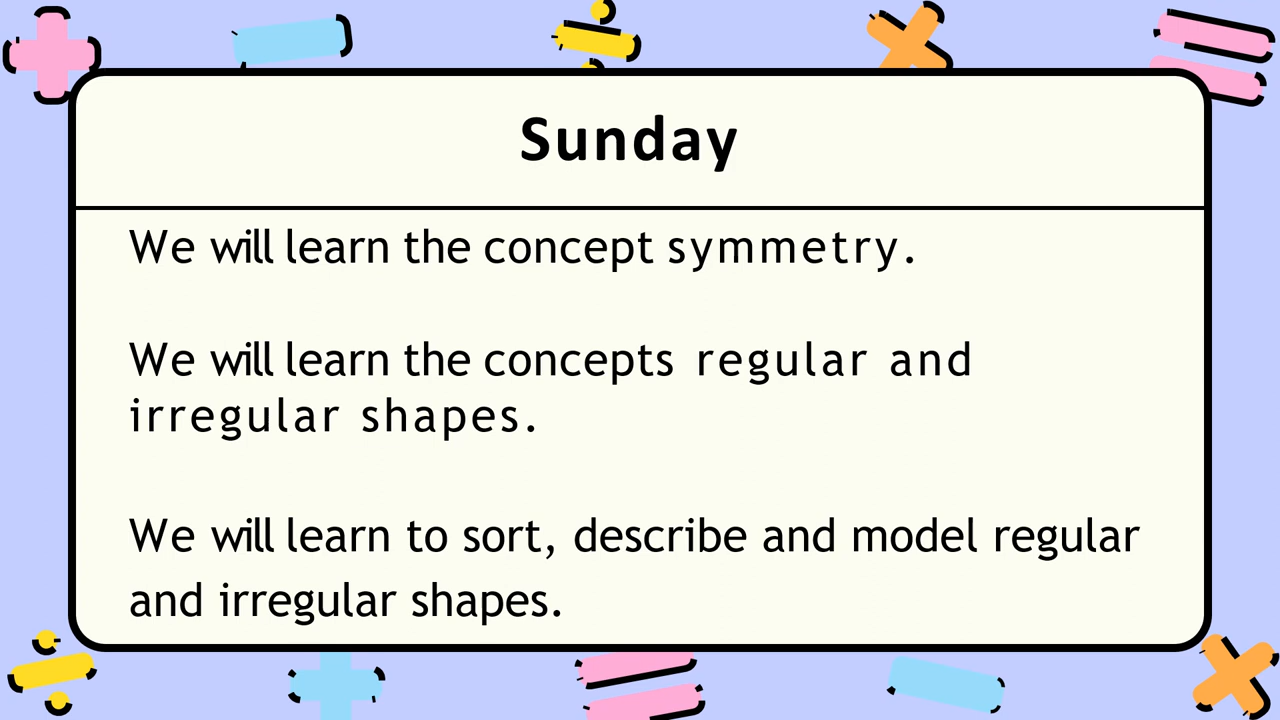 Sunday
We will learn the concept symmetry.
We will learn the concepts regular and
irregular shapes.
We will learn to sort, describe and model regular
and irregular shapes.